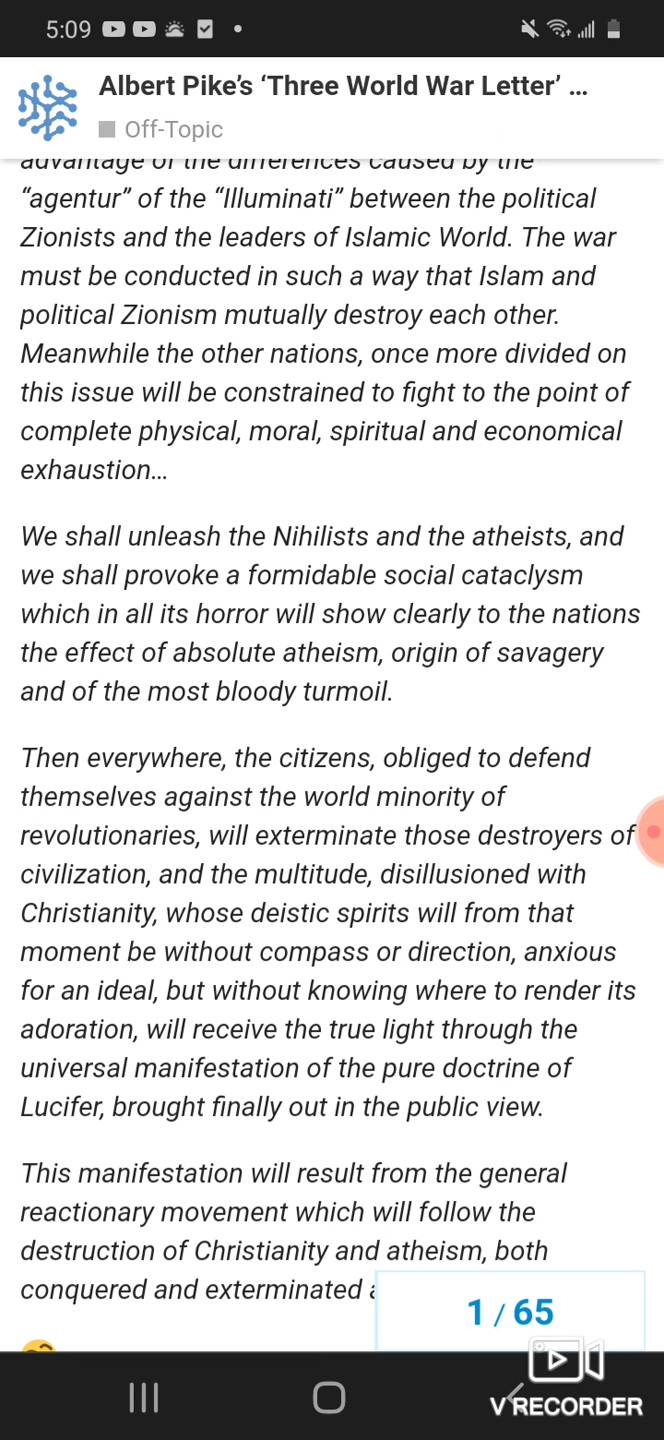 5:09
Albert Pike’s ‘Three World War Letter’ ...
Off-Topic
advantage of the differences caused by the
“agentur” of the “Illuminati” between the political
Zionists and the leaders of Islamic World. The war
must be conducted in such a way that Islam and
political Zionism mutually destroy each other.
Meanwhile the other nations, once more divided on
this issue will be constrained to fight to the point of
complete physical, moral, spiritual and economical
exhaustion…
We shall unleash the Nihilists and the atheists, and
we shall provoke a formidable social cataclysm
which in all its horror will show clearly to the nations
the effect of absolute atheism, origin of savagery
and of the most bloody turmoil.
Then everywhere, the citizens, obliged to defend
themselves against the world minority of
revolutionaries, will exterminate those destroyers of
civilization, and the multitude, disillusioned with
Christianity, whose deistic spirits will from that
moment be without compass or direction, anxious
for an ideal, but without knowing where to render its
adoration, will receive the true light through the
universal manifestation of the pure doctrine of
Lucifer, brought finally out in the public view.
This manifestation will result from the general
reactionary movement which will follow the
destruction of Christianity and atheism, both
conquered and exterminated
1 / 65
V RECORDER